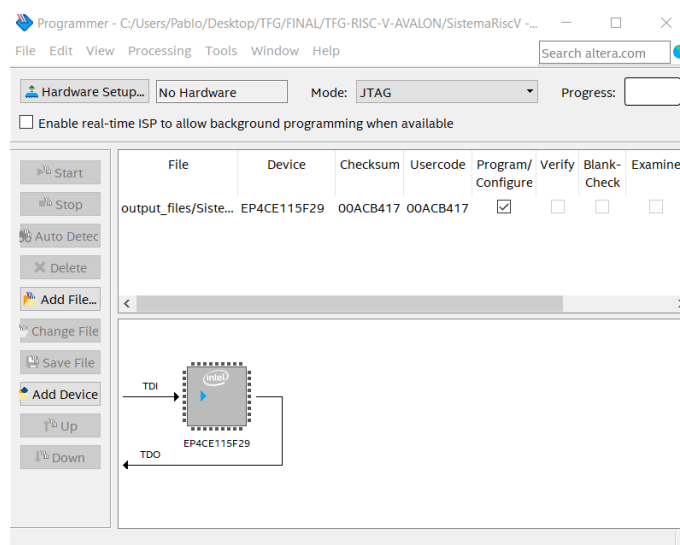 Programmer - C:/Users/Pablo/Desktop/TFG/FINAL/TFG-RISC-V-AVALON/SistemaRiscV -...
File Edit View Processing Tools Window Help
Search altera.com
Hardware Setup... No Hardware Mode: JTAG Progress:
Enable real-time ISP to allow background programming when available
Start
Stop
Auto Detec
Delete
Add File...
Change File
Save File
Add Device
Up
Down
File Device Checksum Usercode Program/ Verify Blank- Examine
Configure Check
output_files/Siste... EP4CE115F29 00ACB417 00ACB417
TDI
intel
EP4CE115F29
TDO